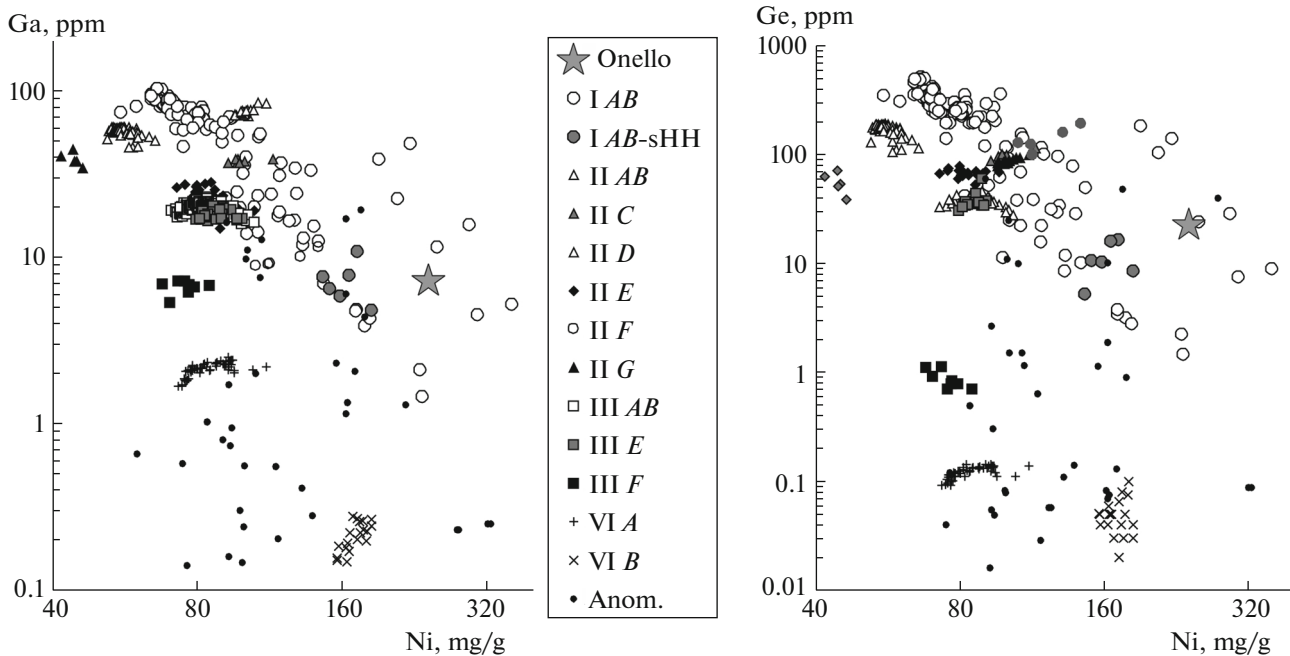 Ga, ppm
100
10
1
0.1
40 80 160 320
Ni, mg/g
Onello
I AB
I AB-sHH
II AB
II C
II D
II E
II F
II G
III AB
III E
III F
VI A
VI B
Anom.
Ge, ppm
1000
100
10
1
0.1
0.01
40 80 160 320
Ni, mg/g